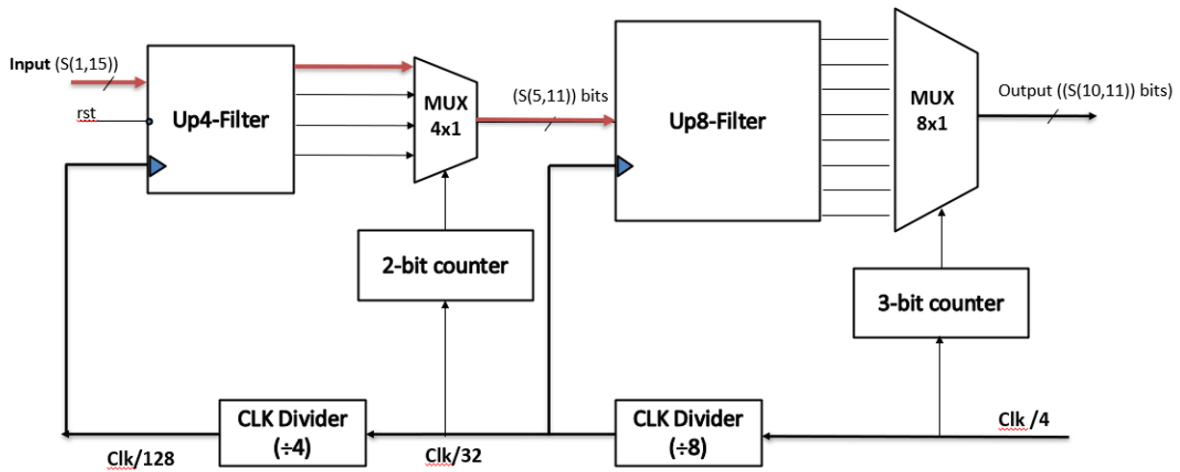 Input (S(1,15))
rst
Up4-Filter
MUX
4x1
(S(5,11)) bits
Up8-Filter
MUX
8x1
Output ((S(10,11)) bits)
2-bit counter
3-bit counter
CLK Divider
(÷4)
CLK Divider
(÷8)
Clk/128
Clk/32
Clk /4